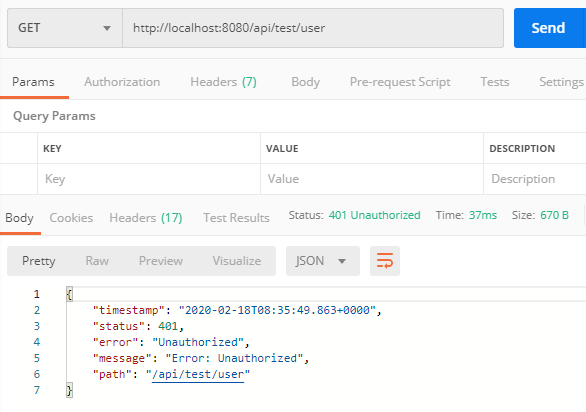 GET http://localhost:8080/api/test/user Send
Params Authorization Headers (7) Body Pre-request Script Tests Settings
Query Params
KEY VALUE DESCRIPTION
Key Value Description
Body Cookies Headers (17) Test Results Status: 401 Unauthorized Time: 37ms Size: 670 B
Pretty Raw Preview Visualize JSON
1 {
2 "timestamp": "2020-02-18T08:35:49.863+0000",
3 "status": 401,
4 "error": "Unauthorized",
5 "message": "Error: Unauthorized",
6 "path": "/api/test/user"
7 }